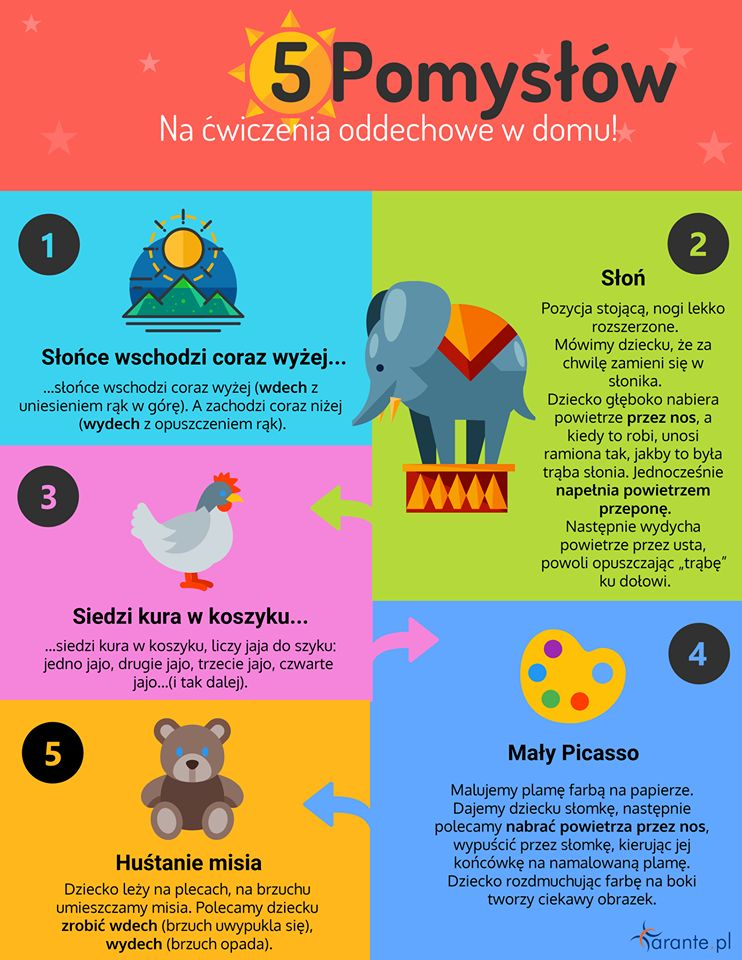 5 Pomysłów
Na ćwiczenia oddechowe w domu!
1
Słońce wschodzi coraz wyżej...
...słońce wschodzi coraz wyżej (wdech z
uniesieniem rąk w górę). A zachodzi coraz niżej
(wydech z opuszczeniem rąk).
2
Słoń
Pozycja stojącą, nogi lekko
rozszerzone.
Mówimy dziecku, że za
chwilę zamieni się w
słonika.
Dziecko głęboko nabiera
powietrze przez nos, a
kiedy to robi, unosi
ramiona tak, jakby to była
trąba słonia. Jednocześnie
napełnia powietrzem
przeponę.
Następnie wydycha
powietrze przez usta,
powoli opuszczając „trąbę”
ku dołowi.
3
Siedzi kura w koszyku...
...siedzi kura w koszyku, liczy jaja do szyku:
jedno jajo, drugie jajo, trzecie jajo, czwarte
jajo...(i tak dalej).
4
Mały Picasso
Malujemy plamę farbą na papierze.
Dajemy dziecku słomkę, następnie
polecamy nabrać powietrza przez nos,
wypuścić przez słomkę, kierując jej
końcówkę na namalowaną plamę.
Dziecko rozdmuchując farbę na boki
tworzy ciekawy obrazek.
5
Huśtanie misia
Dziecko leży na plecach, na brzuchu
umieszczamy misia. Polecamy dziecku
zrobić wdech (brzuch uwypukla się),
wydech (brzuch opada).
arante.pl